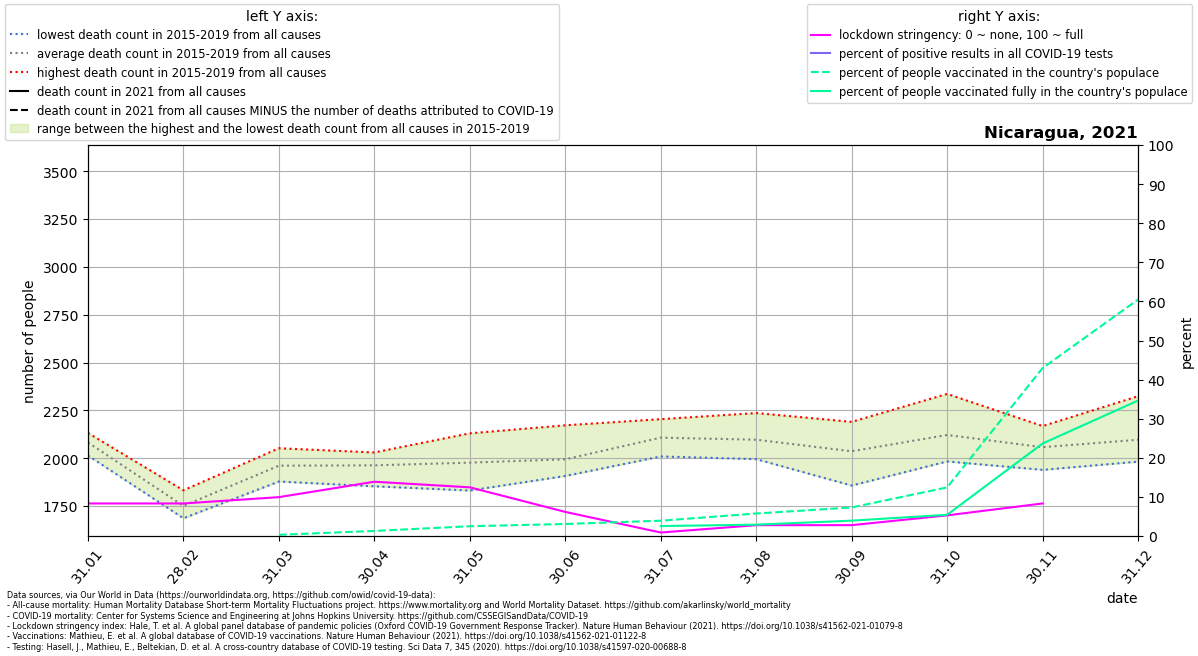 left Y axis:
lowest death count in 2015-2019 from all causes
average death count in 2015-2019 from all causes
highest death count in 2015-2019 from all causes
death count in 2021 from all causes
death count in 2021 from all causes MINUS the number of deaths attributed to COVID-19
range between the highest and the lowest death count from all causes in 2015-2019
right Y axis:
lockdown stringency: 0 ~ none, 100 ~ full
percent of positive results in all COVID-19 tests
percent of people vaccinated in the country's populace
percent of people vaccinated fully in the country's populace
Nicaragua, 2021
number of people
3500
3250
3000
2750
2500
2250
2000
1750
100
90
80
70
60
50
40
30
20
10
0
percent
31.01
28.02
31.03
30.04
31.05
30.06
31.07
31.08
30.09
31.10
30.11
31.12
date
Data sources, via Our World in Data (https://ourworldindata.org, https://github.com/owid/covid-19-data):
- All-cause mortality: Human Mortality Database Short-term Mortality Fluctuations project. https://www.mortality.org and World Mortality Dataset. https://github.com/akarlinsky/world_mortality
- COVID-19 mortality: Center for Systems Science and Engineering at Johns Hopkins University. https://github.com/CSSEGISandData/COVID-19
- Lockdown stringency index: Hale, T. et al. A global panel database of pandemic policies (Oxford COVID-19 Government Response Tracker). Nature Human Behaviour (2021). https://doi.org/10.1038/s41562-021-01079-8
- Vaccinations: Mathieu, E. et al. A global database of COVID-19 vaccinations. Nature Human Behaviour (2021). https://doi.org/10.1038/s41562-021-01122-8
- Testing: Hasell, J., Mathieu, E., Beltekian, D. et al. A cross-country database of COVID-19 testing. Sci Data 7, 345 (2020). https://doi.org/10.1038/s41597-020-00688-8